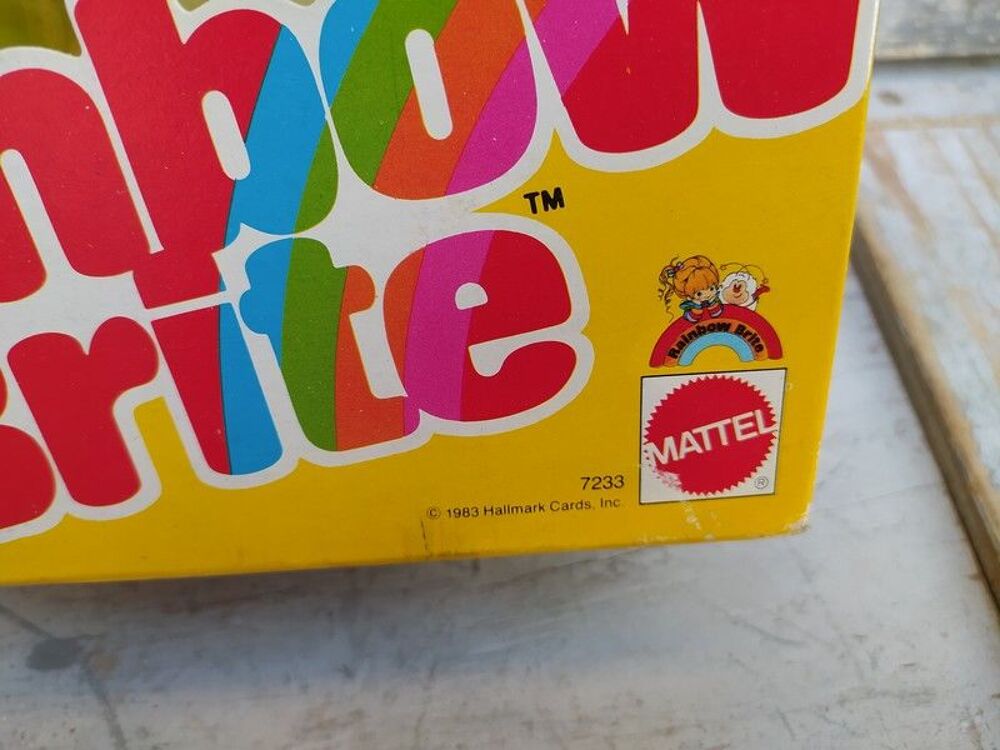 nbow
Brite
TM
Rainbow Brite
MATTEL
®
7233
© 1983 Hallmark Cards, Inc.